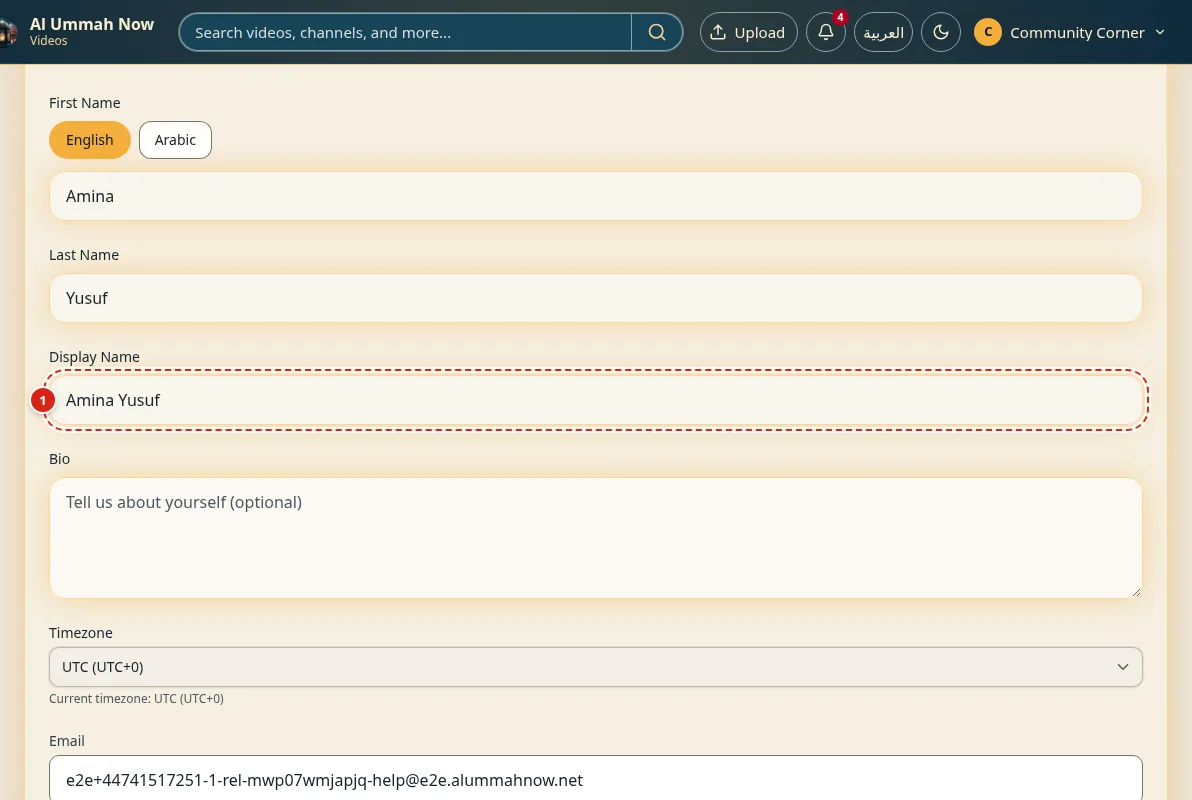 Al Ummah Now
Videos
Search videos, channels, and more...
Upload
4
العربية
C
Community Corner
First Name
English
Arabic
Amina
Last Name
Yusuf
Display Name
1
Amina Yusuf
Bio
Tell us about yourself (optional)
Timezone
UTC (UTC+0)
Current timezone: UTC (UTC+0)
Email
e2e+44741517251-1-rel-mwp07wmjapjq-help@e2e.alummahnow.net